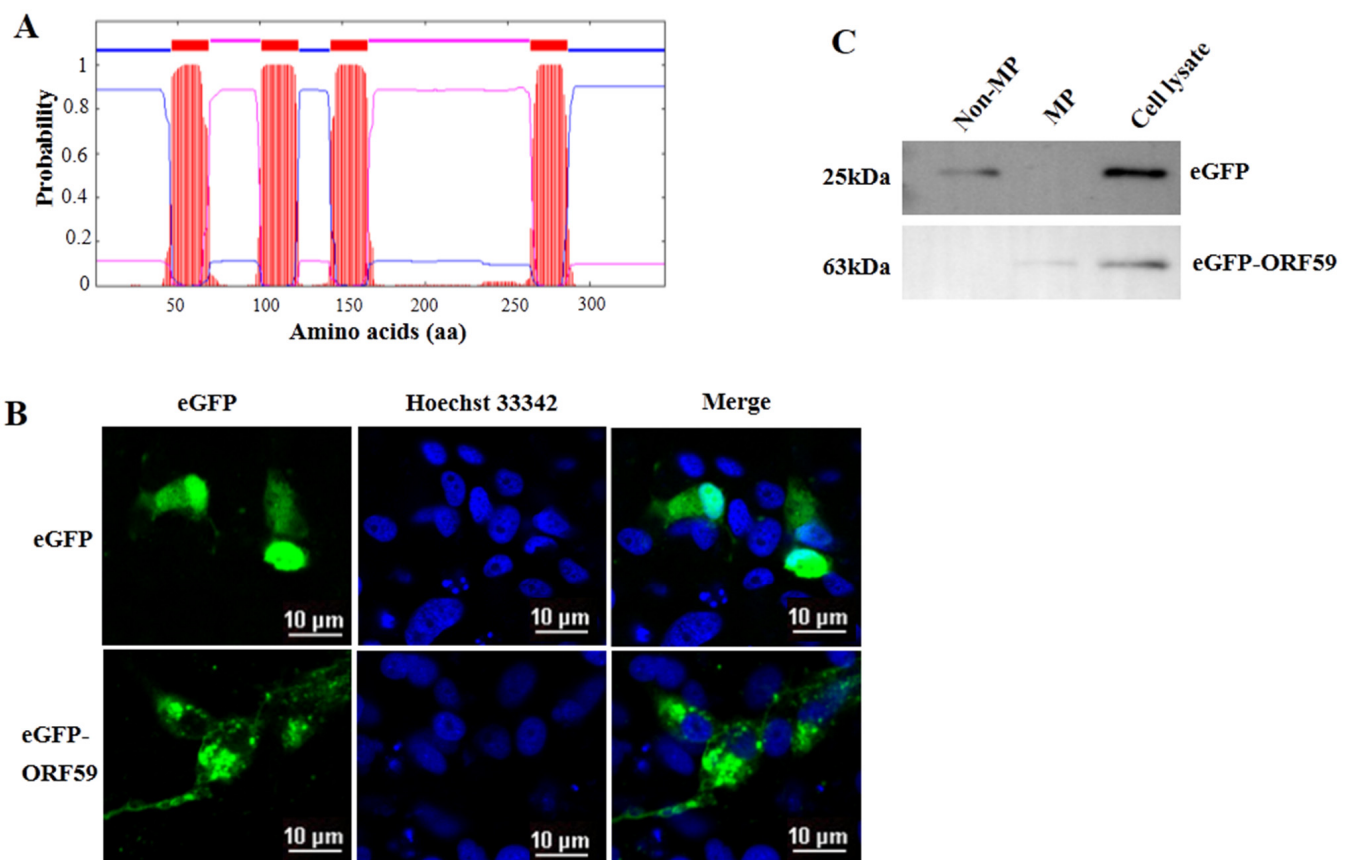 A
Probability
1
0.8
0.6
0.4
0.2
0
50
100
150
200
250
300
Amino acids (aa)
C
Non-MP
MP
Cell lysate
25kDa
eGFP
63kDa
eGFP-ORF59
B
eGFP
Hoechst 33342
Merge
eGFP
10 µm
10 µm
10 µm
eGFP-
ORF59
10 µm
10 µm
10 µm